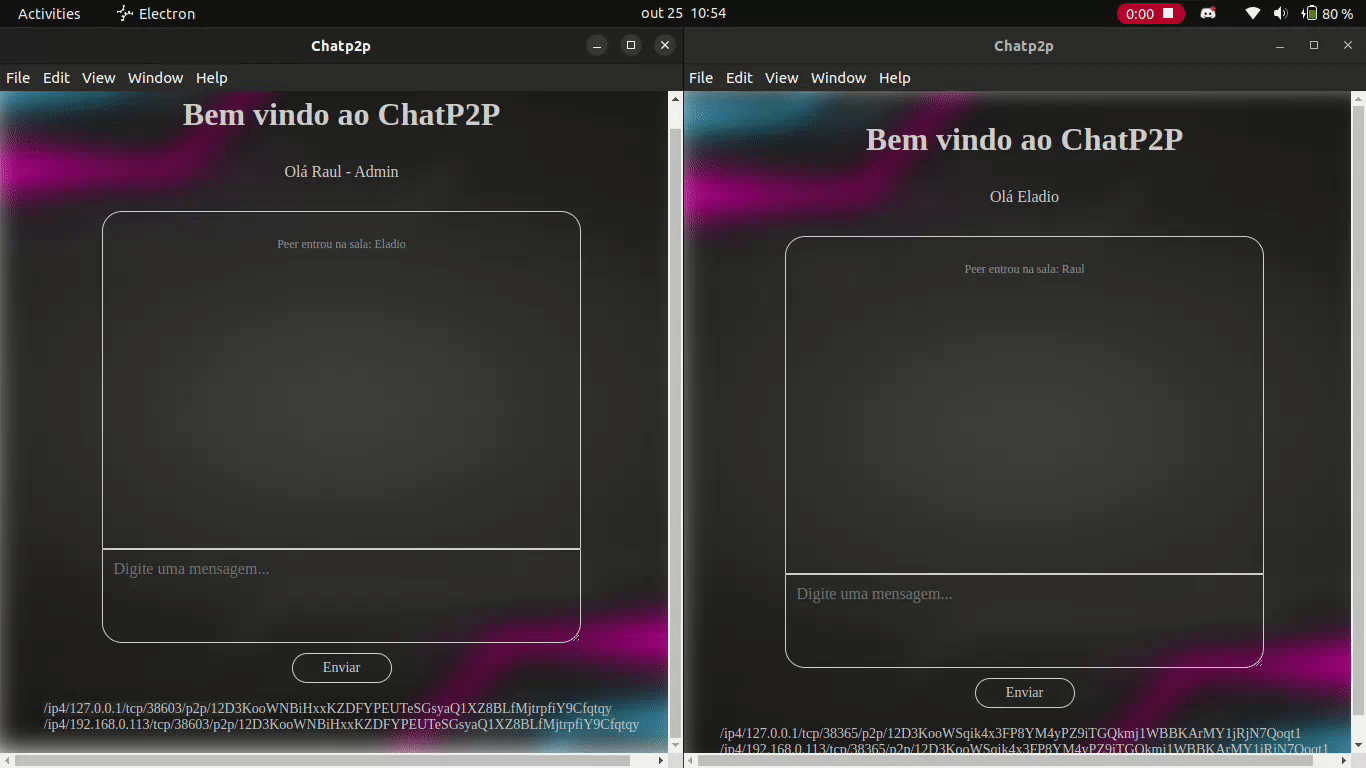 Activities Electron out 25 10:54 0:00 80 %
Chatp2p
File Edit View Window Help
Bem vindo ao ChatP2P
Olá Raul - Admin
Peer entrou na sala: Eladio
Digite uma mensagem...
Enviar
/ip4/127.0.0.1/tcp/38603/p2p/12D3KooWNBiHxxKZDFYPEUTeSGsyaQ1XZ8BLfMjtrpfiY9Cfqtqy
/ip4/192.168.0.113/tcp/38603/p2p/12D3KooWNBiHxxKZDFYPEUTeSGsyaQ1XZ8BLfMjtrpfiY9Cfqtqy
Chatp2p
File Edit View Window Help
Bem vindo ao ChatP2P
Olá Eladio
Peer entrou na sala: Raul
Digite uma mensagem...
Enviar
/ip4/127.0.0.1/tcp/38365/p2p/12D3KooWSqik4x3FP8YM4yPZ9iTGQkmj1WBBKArMY1jRjN7Qoqt1
/ip4/192.168.0.113/tcp/38365/p2p/12D3KooWSqik4x3FP8YM4yPZ9iTGQkmj1WBBKArMY1jRjN7Qoqt1